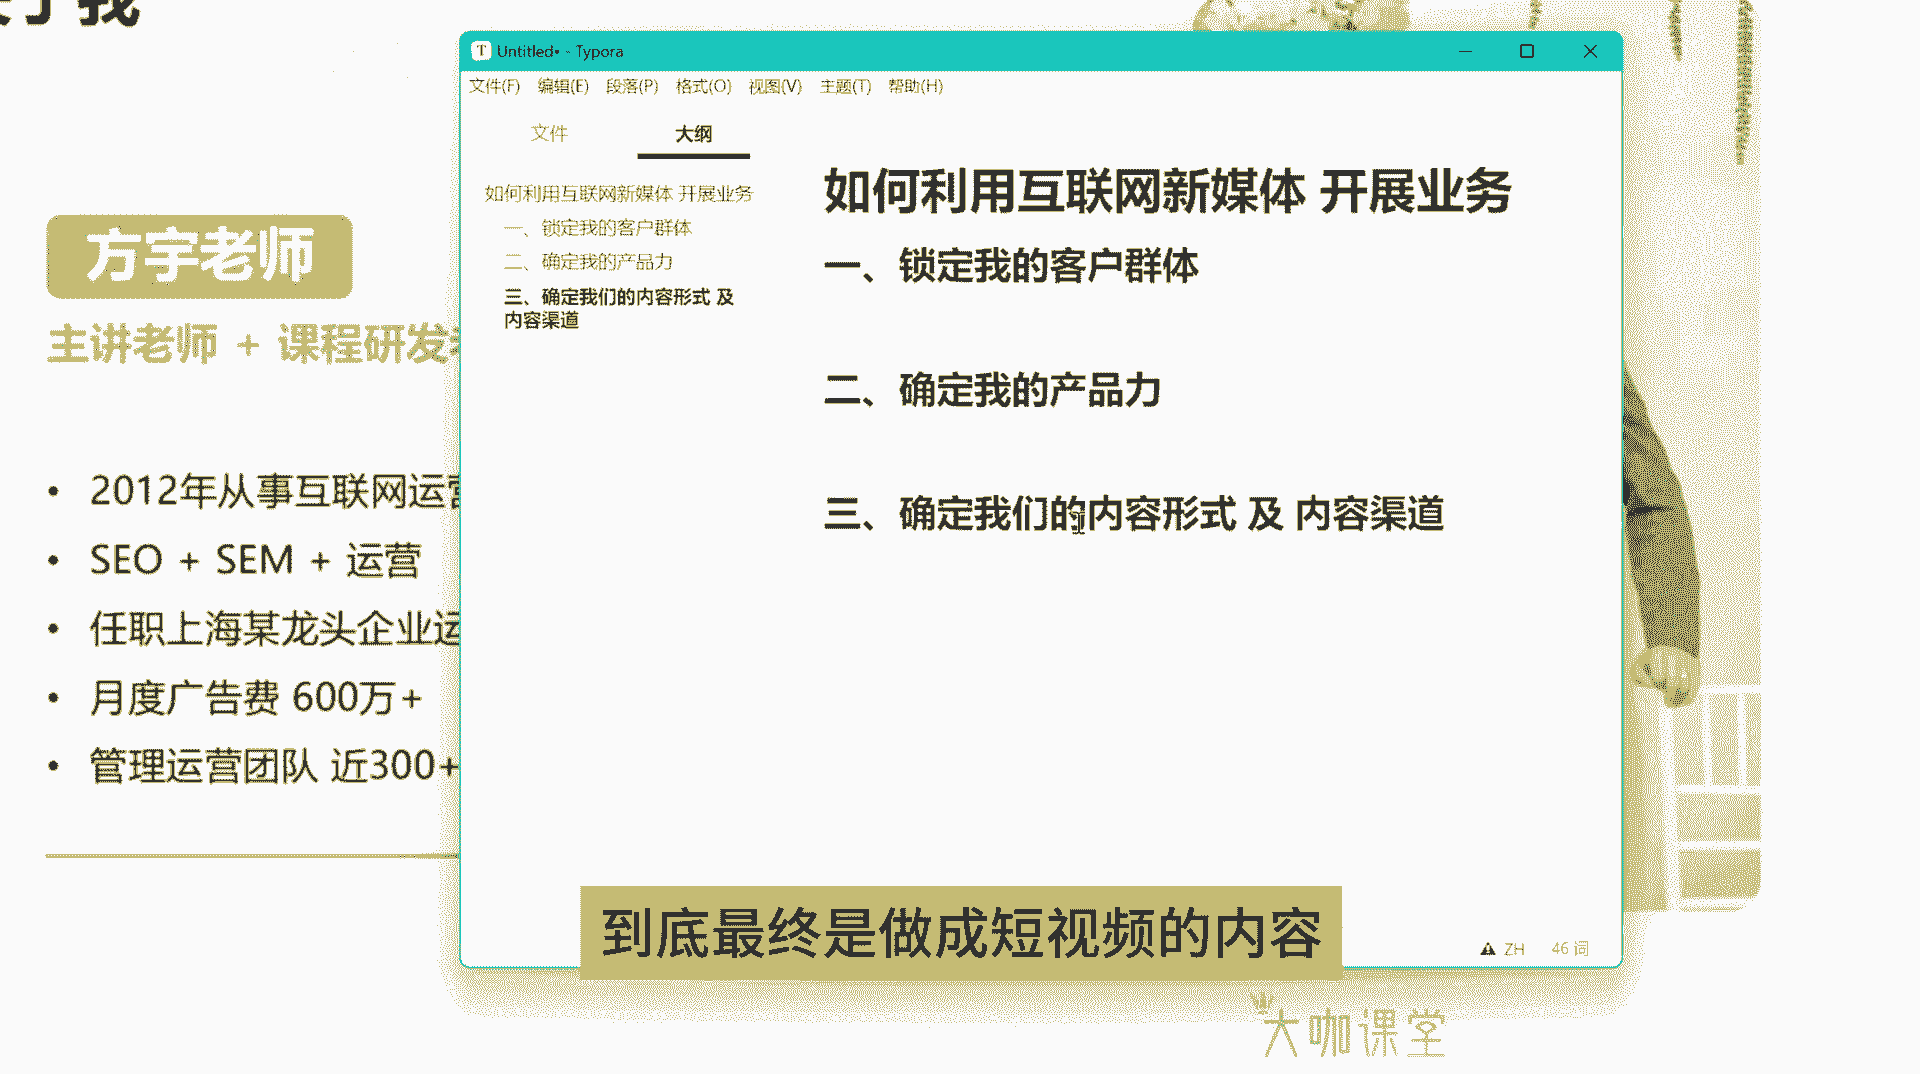 了我
方宇老师
主讲老师 + 课程研发
• 2012年从事互联网运营
• SEO + SEM + 运营
• 任职上海某龙头企业运
• 月度广告费 600万+
• 管理运营团队 近300+
Untitled• - Typora
文件(F) 编辑(E) 段落(P) 格式(O) 视图(V) 主题(T) 帮助(H)
文件 大纲
如何利用互联网新媒体 开展业务
一、锁定我的客户群体
二、确定我的产品力
三、确定我们的内容形式 及
内容渠道
如何利用互联网新媒体 开展业务
一、锁定我的客户群体
二、确定我的产品力
三、确定我们的内容形式 及 内容渠道
到底最终是做成短视频的内容
ZH 46 词
大咖课堂